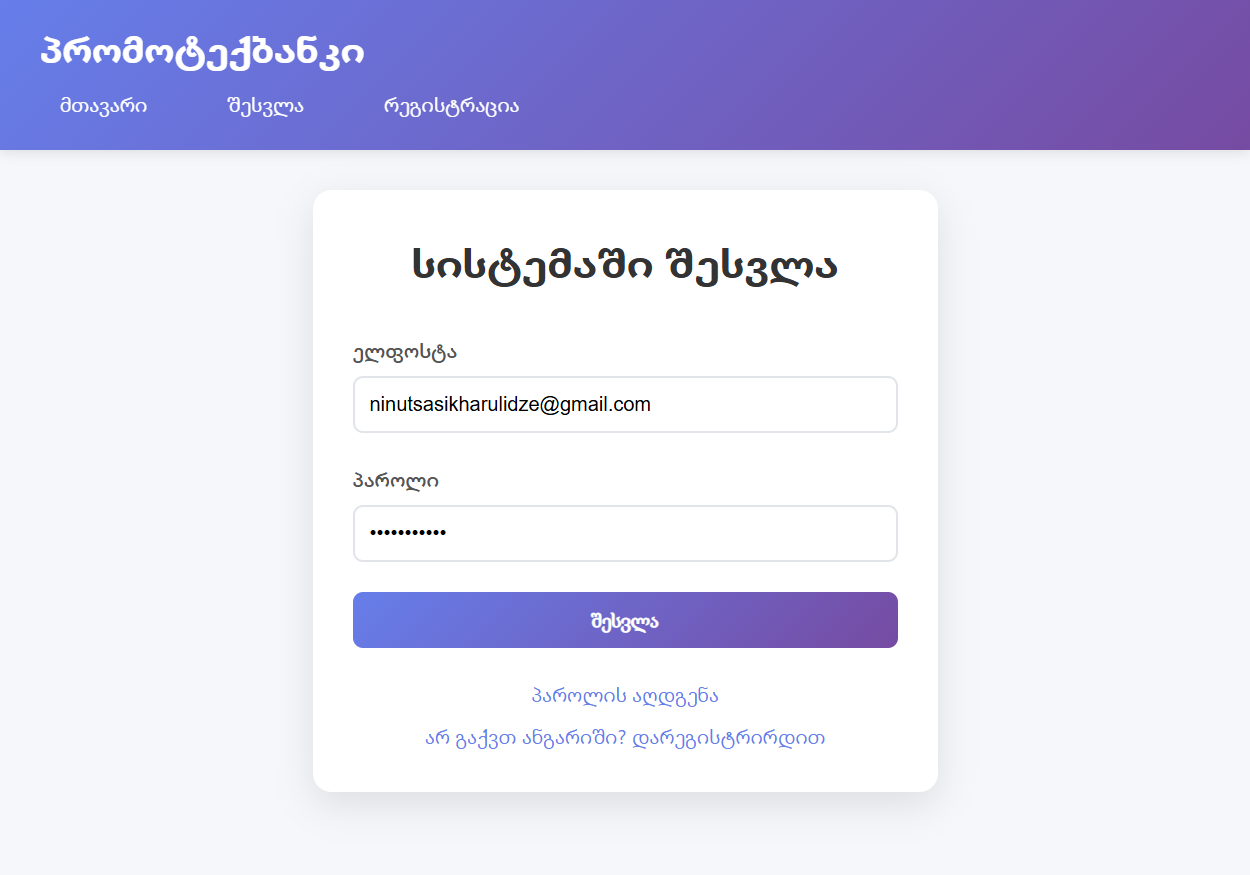 პრომოტექბანკი
მთავარი შესვლა რეგისტრაცია
სისტემაში შესვლა
ელფოსტა
ninutsasikharulidze@gmail.com
პაროლი
•••••••••••
შესვლა
პაროლის აღდგენა
არ გაქვთ ანგარიში? დარეგისტრირდით